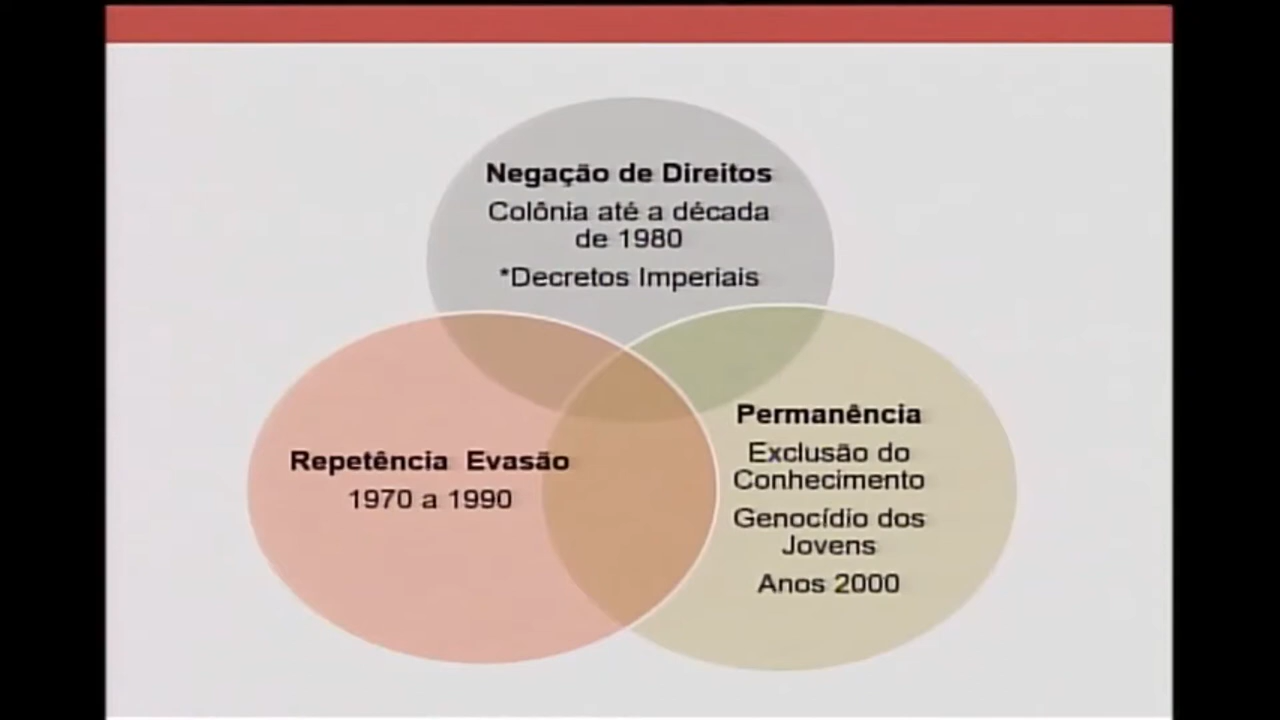 Negação de Direitos
Colônia até a década
de 1980
*Decretos Imperiais
Repetência Evasão
1970 a 1990
Permanência
Exclusão do
Conhecimento
Genocídio dos
Jovens
Anos 2000